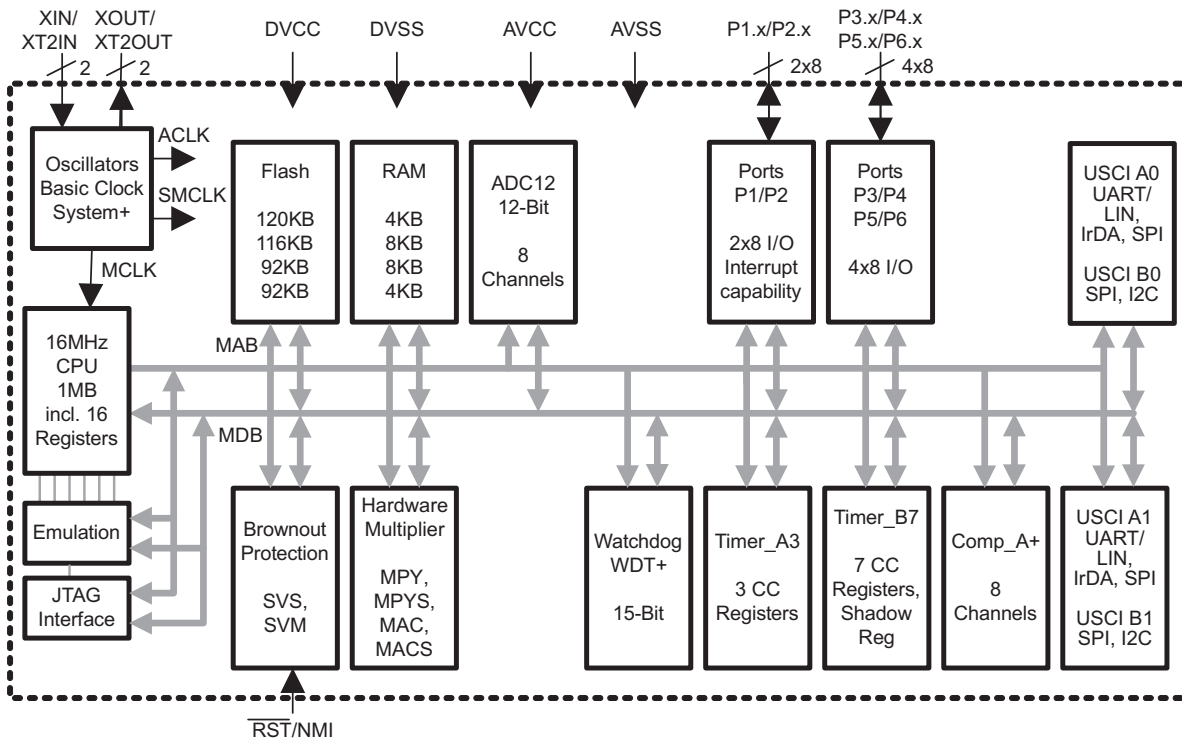 XIN/
XT2IN
2
XOUT/
XT2OUT
2
DVCC
DVSS
AVCC
AVSS
P1.x/P2.x
2x8
P3.x/P4.x
P5.x/P6.x
4x8
Oscillators
Basic Clock
System+
ACLK
SMCLK
MCLK
Flash
120KB
116KB
92KB
92KB
RAM
4KB
8KB
8KB
4KB
ADC12
12-Bit
8
Channels
Ports
P1/P2
2x8 I/O
Interrupt
capability
Ports
P3/P4
P5/P6
4x8 I/O
USCI A0
UART/
LIN,
IrDA, SPI
USCI B0
SPI, I2C
16MHz
CPU
1MB
incl. 16
Registers
MAB
MDB
Emulation
JTAG
Interface
Brownout
Protection
SVS,
SVM
Hardware
Multiplier
MPY,
MPYS,
MAC,
MACS
Watchdog
WDT+
15-Bit
Timer_A3
3 CC
Registers
Timer_B7
7 CC
Registers,
Shadow
Reg
Comp_A+
8
Channels
USCI A1
UART/
LIN,
IrDA, SPI
USCI B1
SPI, I2C
RST/NMI